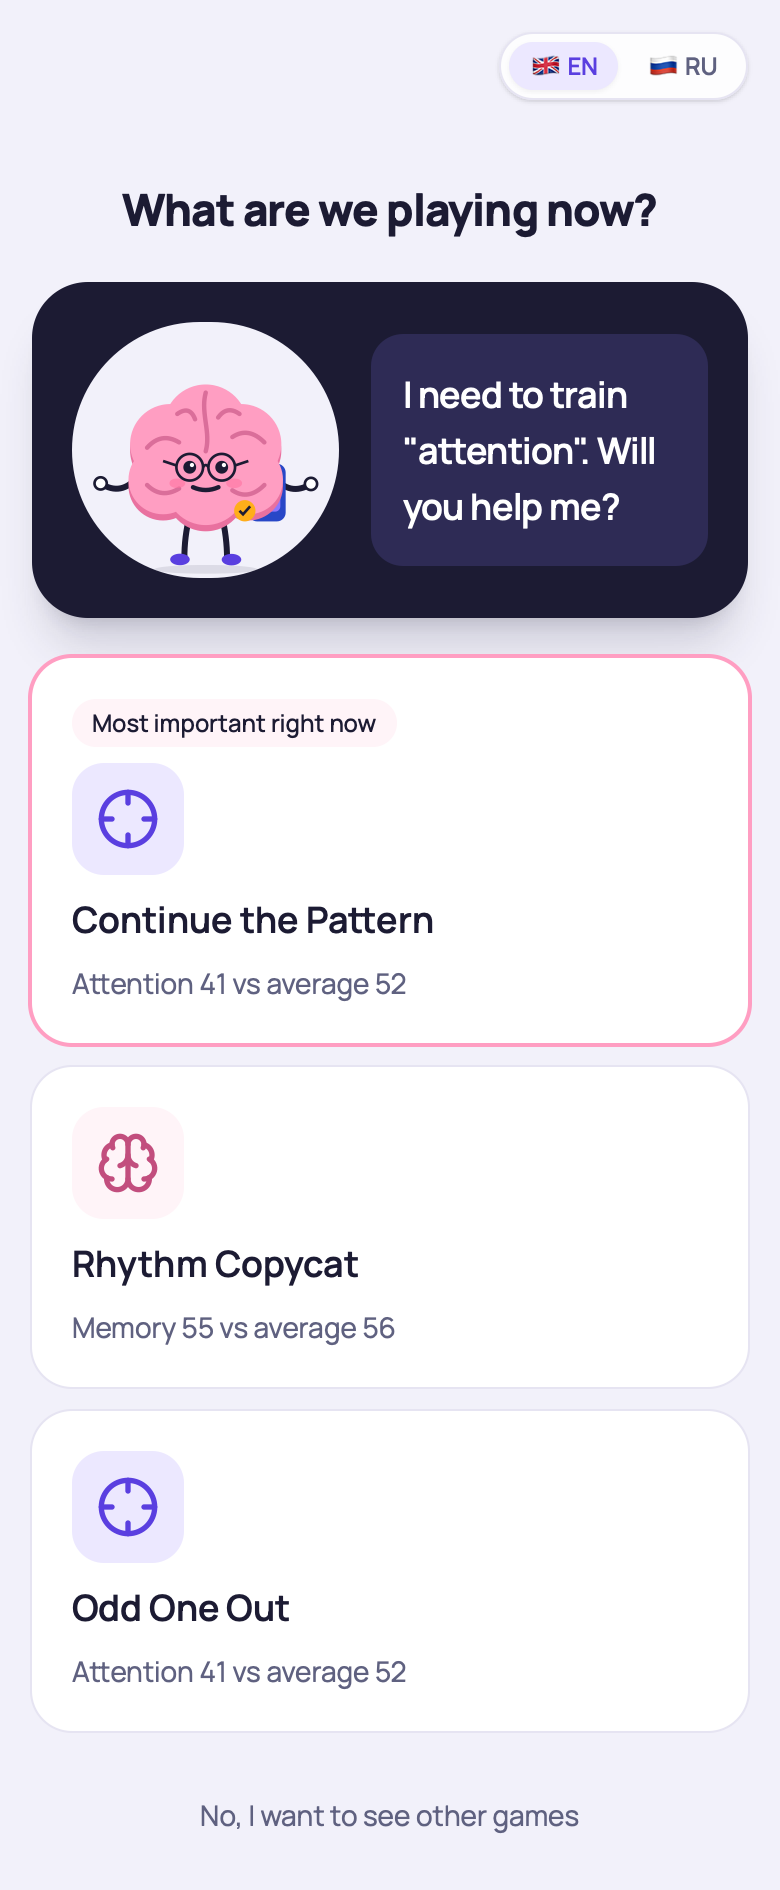 🇬🇧 EN 🇷🇺 RU
What are we playing now?
I need to train
"attention". Will
you help me?
Most important right now
Continue the Pattern
Attention 41 vs average 52
Rhythm Copycat
Memory 55 vs average 56
Odd One Out
Attention 41 vs average 52
No, I want to see other games